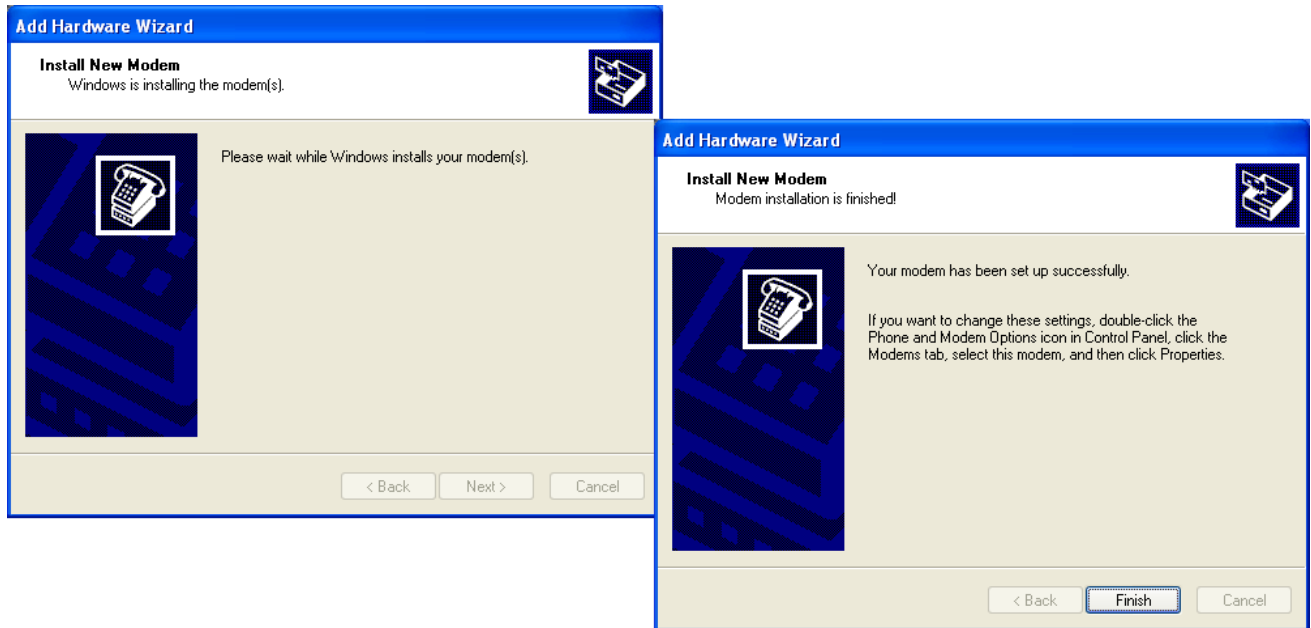 Add Hardware Wizard
Install New Modem
Windows is installing the modem(s).
Please wait while Windows installs your modem(s).
< Back
Next >
Cancel
Add Hardware Wizard
Install New Modem
Modem installation is finished!
Your modem has been set up successfully.
If you want to change these settings, double-click the
Phone and Modem Options icon in Control Panel, click the
Modems tab, select this modem, and then click Properties.
< Back
Finish
Cancel